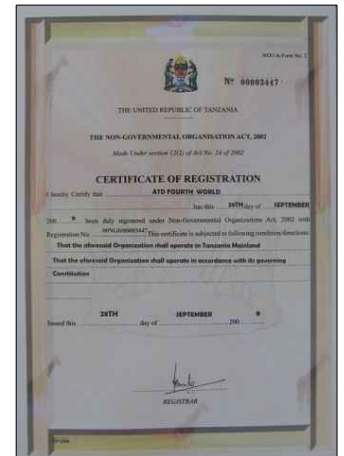 NGO A Form No. 2
Nº 00003447
THE UNITED REPUBLIC OF TANZANIA
THE NON-GOVERNMENTAL ORGANISATION ACT, 2002
Made Under section 12(2) of Act No. 24 of 2002
CERTIFICATE OF REGISTRATION
I hereby Certify that ATD FOURTH WORLD
has this 28TH day of SEPTEMBER
200 9 been duly registered under Non-Governmental Organizations Act, 2002 with
Registration No. This certificate is subjected to following condition/directions
That the aforesaid Organization shall operate in Tanzania Mainland
That the aforesaid Organization shall operate in accordance with its governing
Constitution
Issued this 28TH day of SEPTEMBER 200 9
REGISTRAR